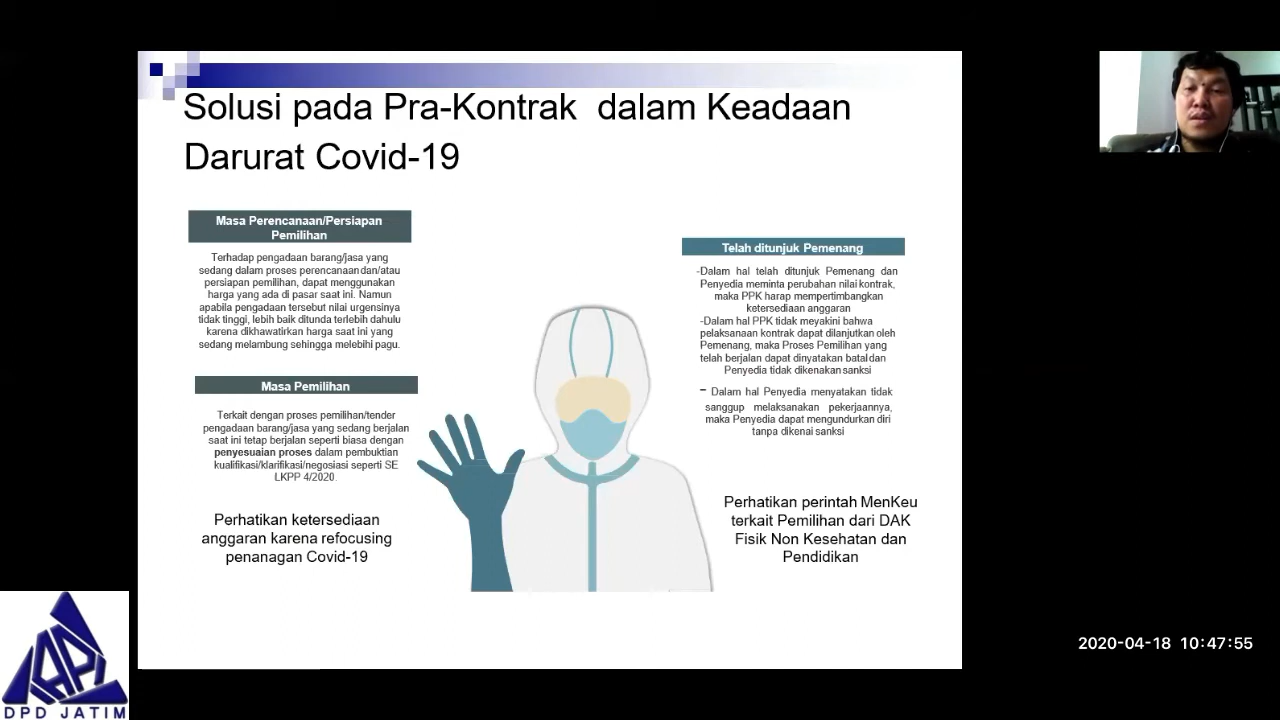 Solusi pada Pra-Kontrak dalam Keadaan
Darurat Covid-19
Masa Perencanaan/Persiapan
Pemilihan
Terhadap pengadaan barang/jasa yang
sedang dalam proses perencanaan dan/atau
persiapan pemilihan, dapat menggunakan
harga yang ada di pasar saat ini. Namun
apabila pengadaan tersebut nilai urgensinya
tidak tinggi, lebih baik ditunda terlebih dahulu
karena dikhawatirkan harga saat ini yang
sedang melambung sehingga melebihi pagu.
Masa Pemilihan
Terkait dengan proses pemilihan/tender
pengadaan barang/jasa yang sedang berjalan
saat ini tetap berjalan seperti biasa dengan
penyesuaian proses dalam pembuktian
kualifikasi/klarifikasi/negosiasi seperti SE
LKPP 4/2020.
Perhatikan ketersediaan
anggaran karena refocusing
penanagan Covid-19
Telah ditunjuk Pemenang
-Dalam hal telah ditunjuk Pemenang dan
Penyedia meminta perubahan nilai kontrak,
maka PPK harap mempertimbangkan
ketersediaan anggaran
-Dalam hal PPK tidak meyakini bahwa
pelaksanaan kontrak dapat dilanjutkan oleh
Pemenang, maka Proses Pemilihan yang
telah berjalan dapat dinyatakan batal dan
Penyedia tidak dikenakan sanksi
- Dalam hal Penyedia menyatakan tidak
sanggup melaksanakan pekerjaannya,
maka Penyedia dapat mengundurkan diri
tanpa dikenai sanksi
Perhatikan perintah MenKeu
terkait Pemilihan dari DAK
Fisik Non Kesehatan dan
Pendidikan
DPD JATIM
2020-04-18 10:47:55